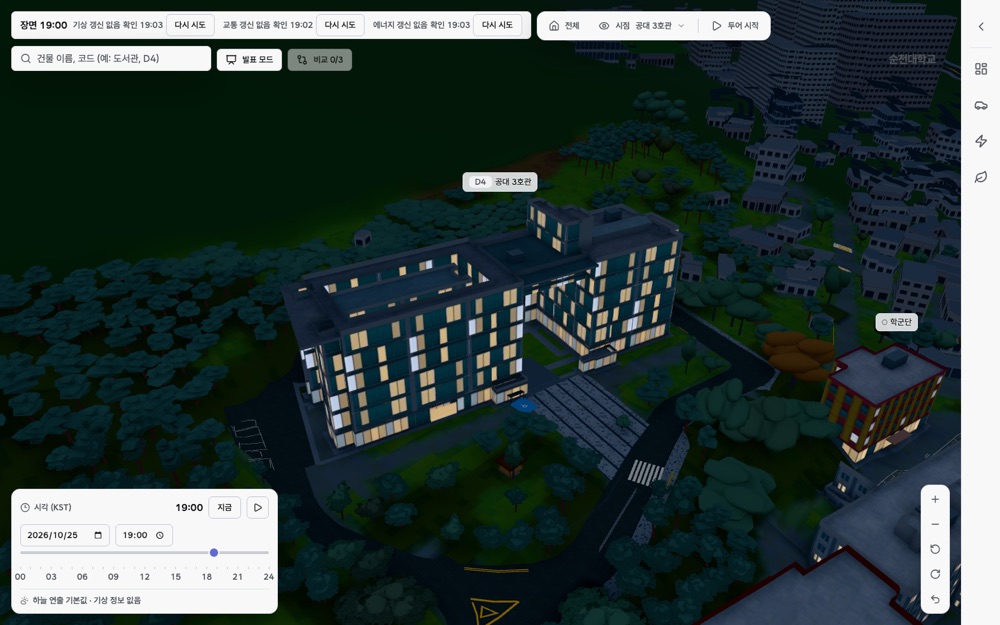 장면 19:00 기상 갱신 없음 확인 19:03 다시 시도 교통 갱신 없음 확인 19:02 다시 시도 에너지 갱신 없음 확인 19:03 다시 시도
전체 시점 공대 3호관 투어 시작
건물 이름, 코드 (예: 도서관, D4) 발표 모드 비교 0/3
순천대학교
D4 공대 3호관
학군단
시각 (KST) 19:00 지금
2026/10/25 19:00
00 03 06 09 12 15 18 21 24
하늘 연출 기본값 · 기상 정보 없음